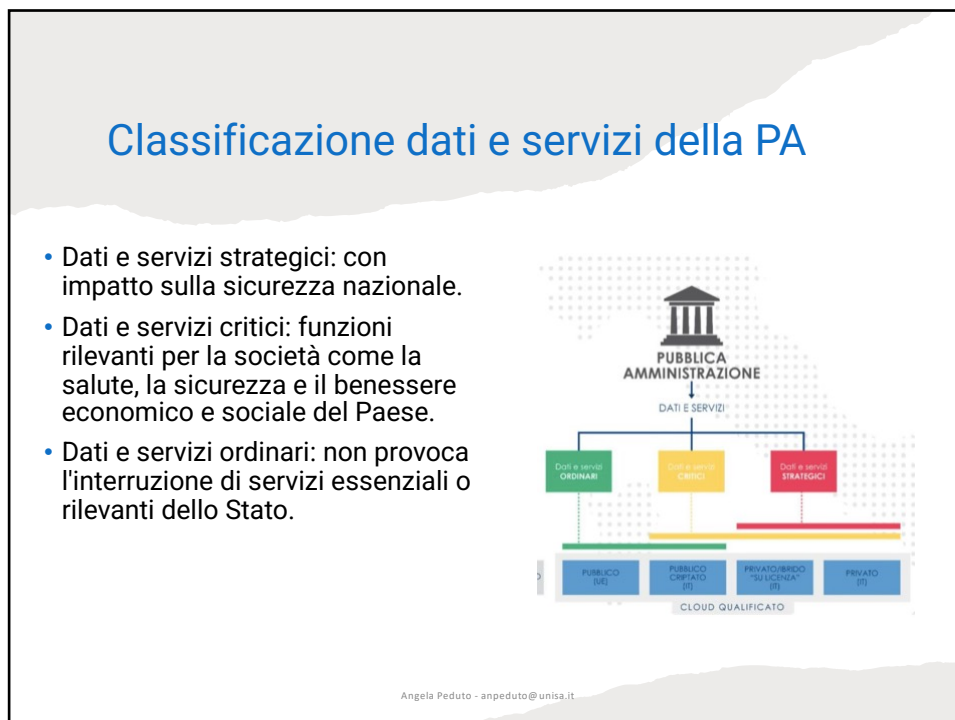 Classificazione dati e servizi della PA
• Dati e servizi strategici: con
impatto sulla sicurezza nazionale.
• Dati e servizi critici: funzioni
rilevanti per la società come la
salute, la sicurezza e il benessere
economico e sociale del Paese.
• Dati e servizi ordinari: non provoca
l'interruzione di servizi essenziali o
rilevanti dello Stato.
PUBBLICA
AMMINISTRAZIONE
DATI E SERVIZI
Dati e servizi
ORDINARI
Dati e servizi
CRITICI
Dati e servizi
STRATEGICI
PUBBLICO
(UE)
PUBBLICO
CRIPTATO
(IT)
PRIVATO/IBRIDO
"SU LICENZA"
(IT)
PRIVATO
(IT)
CLOUD QUALIFICATO
Angela Peduto - anpeduto@unisa.it